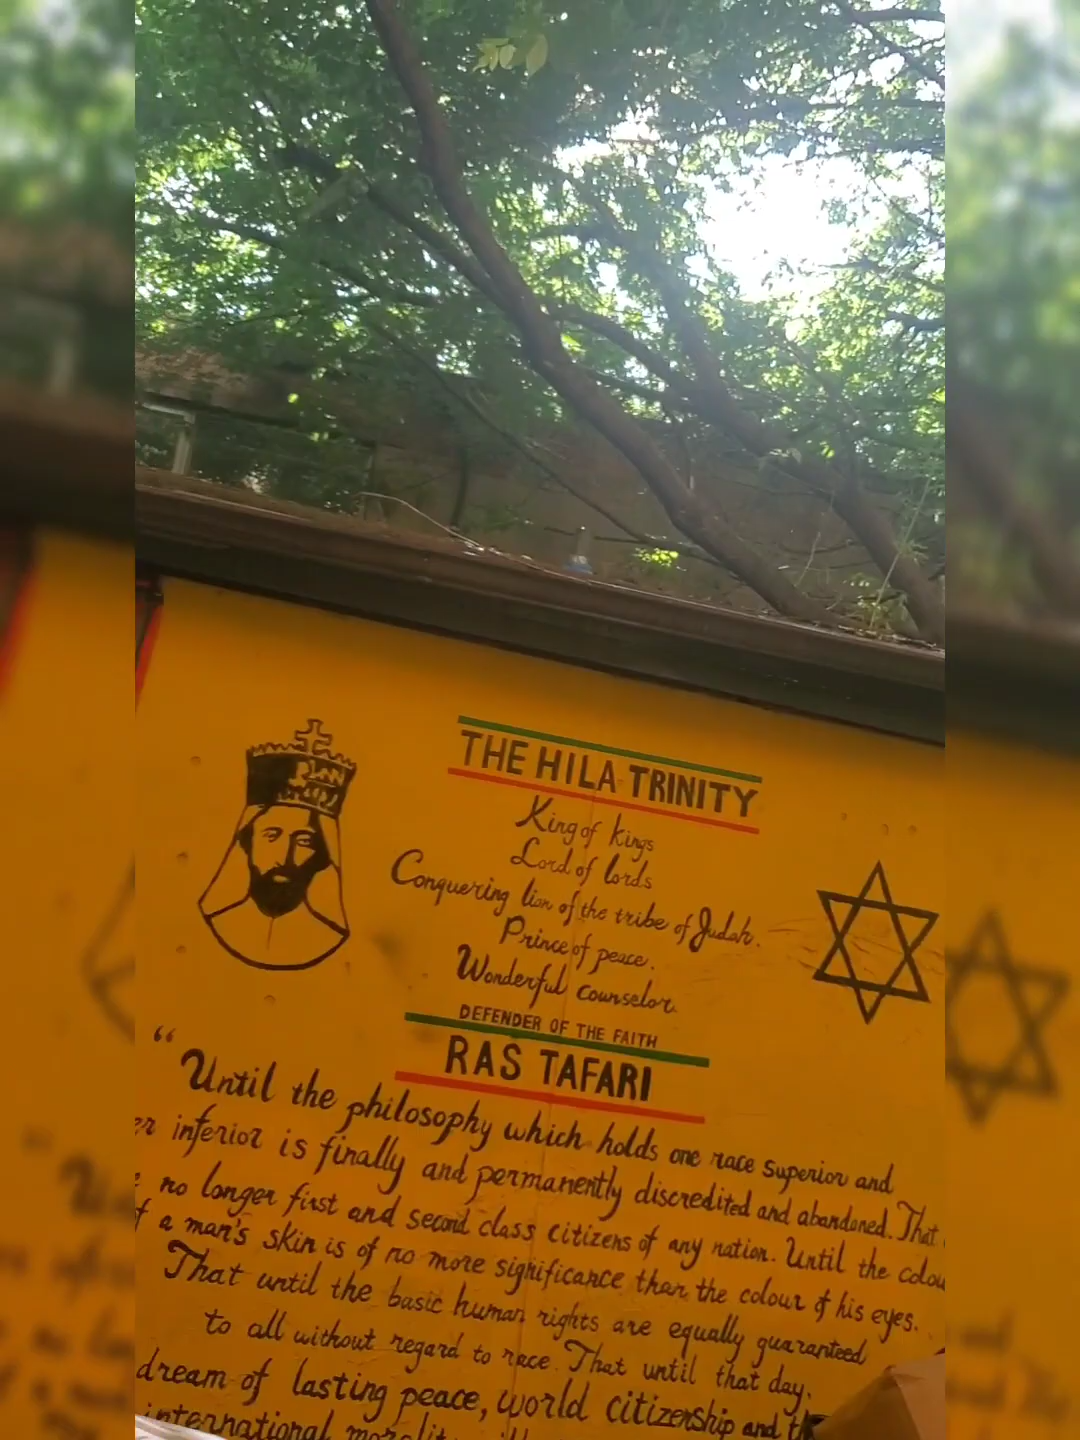 THE HILA TRINITY
King of kings
Lord of lords
Conquering lion of the tribe of Judah.
Prince of peace.
Wonderful counselor.
DEFENDER OF THE FAITH
RAS TAFARI
“Until the philosophy which holds one race superior and
er inferior is finally and permanently discredited and abandoned. That
no longer first and second class citizens of any nation. Until the colou
f a man's skin is of no more significance than the colour of his eyes.
That until the basic human rights are equally guaranteed
to all without regard to race. That until that day,
dream of lasting peace, world citizenship and
international